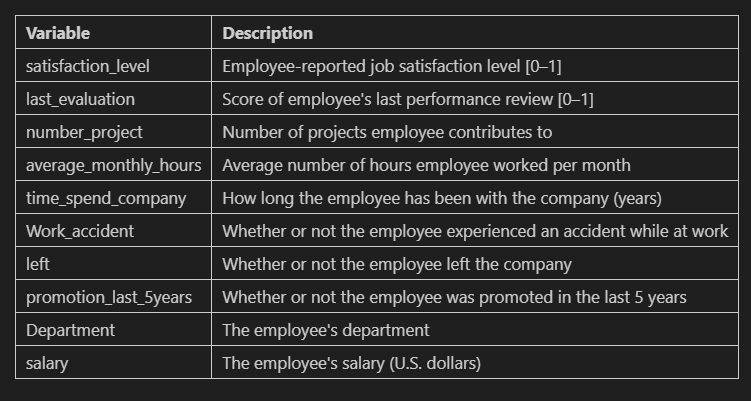 Variable Description
satisfaction_level Employee-reported job satisfaction level [0–1]
last_evaluation Score of employee's last performance review [0–1]
number_project Number of projects employee contributes to
average_monthly_hours Average number of hours employee worked per month
time_spend_company How long the employee has been with the company (years)
Work_accident Whether or not the employee experienced an accident while at work
left Whether or not the employee left the company
promotion_last_5years Whether or not the employee was promoted in the last 5 years
Department The employee's department
salary The employee's salary (U.S. dollars)